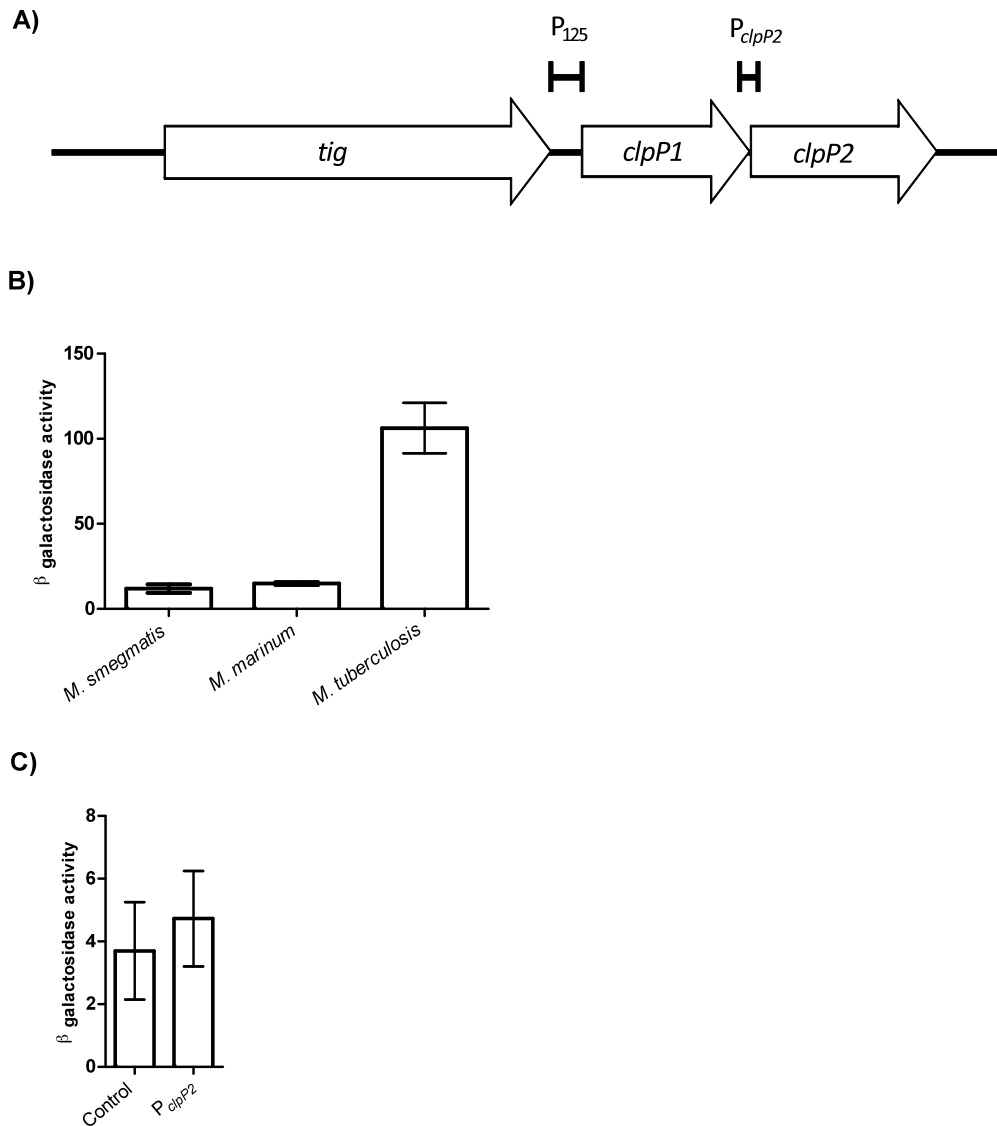 A)
P125
PclpP2
tig
clpP1
clpP2
B)
β galactosidase activity
150
100
50
0
M. smegmatis
M. marinum
M. tuberculosis
C)
β galactosidase activity
8
6
4
2
0
Control
P clpP2